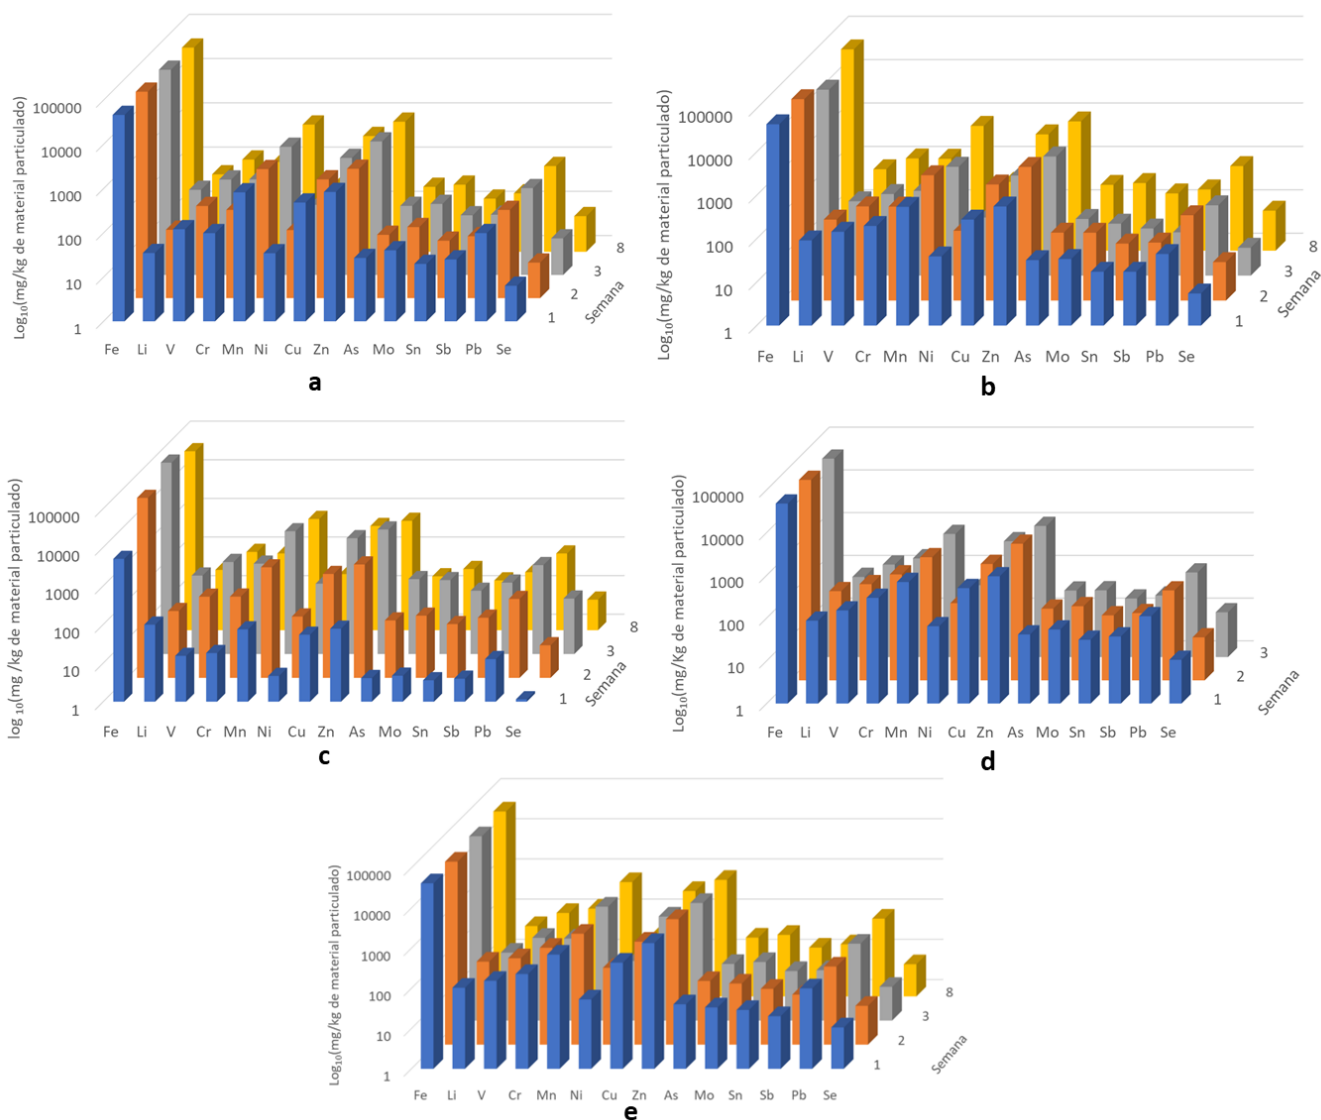 Log₁₀(mg/kg de material particulado)
100000
10000
1000
100
10
1
Fe Li V Cr Mn Ni Cu Zn As Mo Sn Sb Pb Se
1
2
3
8
Semana
a
Log₁₀(mg/kg de material particulado)
100000
10000
1000
100
10
1
Fe Li V Cr Mn Ni Cu Zn As Mo Sn Sb Pb Se
1
2
3
8
Semana
b
log ₁₀(mg /kg de material particulado)
100000
10000
1000
100
10
1
Fe Li V Cr Mn Ni Cu Zn As Mo Sn Sb Pb Se
1
2
3
8
Semana
c
Log₁₀(mg/Kg de material particulado)
100000
10000
1000
100
10
1
Fe Li V Cr Mn Ni Cu Zn As Mo Sn Sb Pb Se
1
2
3
Semana
d
Log₁₀(mg/kg de material particulado)
100000
10000
1000
100
10
1
Fe Li V Cr Mn Ni Cu Zn As Mo Sn Sb Pb Se
1
2
3
8
Semana
e